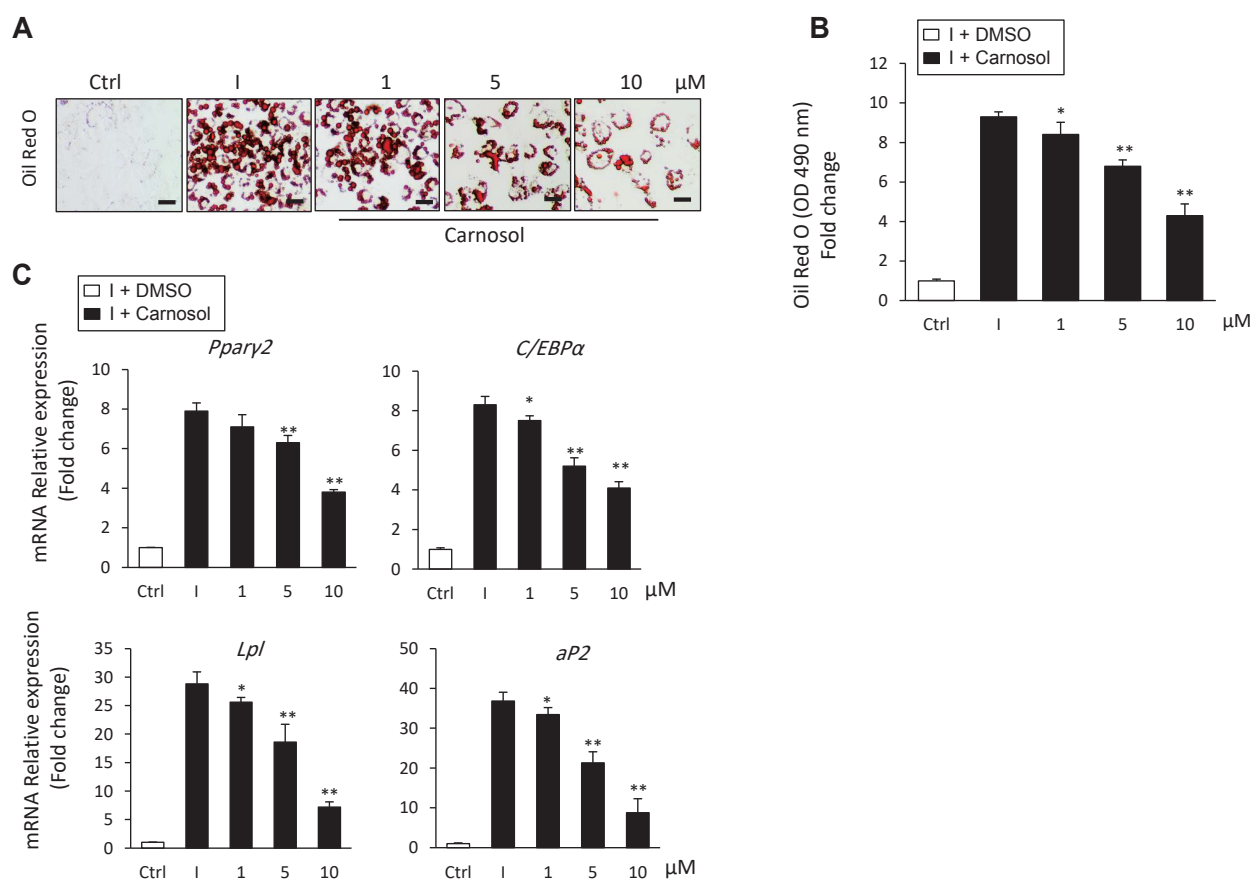 A
Ctrl I 1 5 10 μM
Oil Red O
Carnosol
B
I + DMSO
I + Carnosol
Oil Red O (OD 490 nm)
Fold change
12
10
8
6
4
2
0
*
**
**
Ctrl I 1 5 10 μM
C
I + DMSO
I + Carnosol
Pparγ2
mRNA Relative expression
(Fold change)
10
8
6
4
2
0
**
**
Ctrl I 1 5 10 μM
C/EBPα
10
8
6
4
2
0
*
**
**
Ctrl I 1 5 10 μM
Lpl
mRNA Relative expression
(Fold change)
35
30
25
20
15
10
5
0
*
**
**
Ctrl I 1 5 10 μM
aP2
50
40
30
20
10
0
*
**
**
Ctrl I 1 5 10 μM